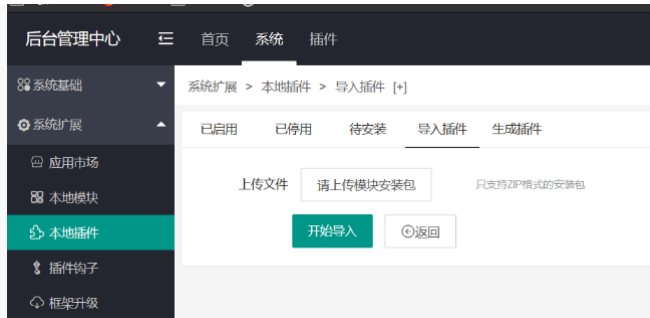 后台管理中心 首页 系统 插件
系统基础
系统扩展 > 本地插件 > 导入插件 [+]
系统扩展
已启用 已停用 待安装 导入插件 生成插件
应用市场
上传文件 请上传模块安装包 只支持ZIP格式的安装包
本地模块
本地插件
开始导入 返回
插件钩子
框架升级